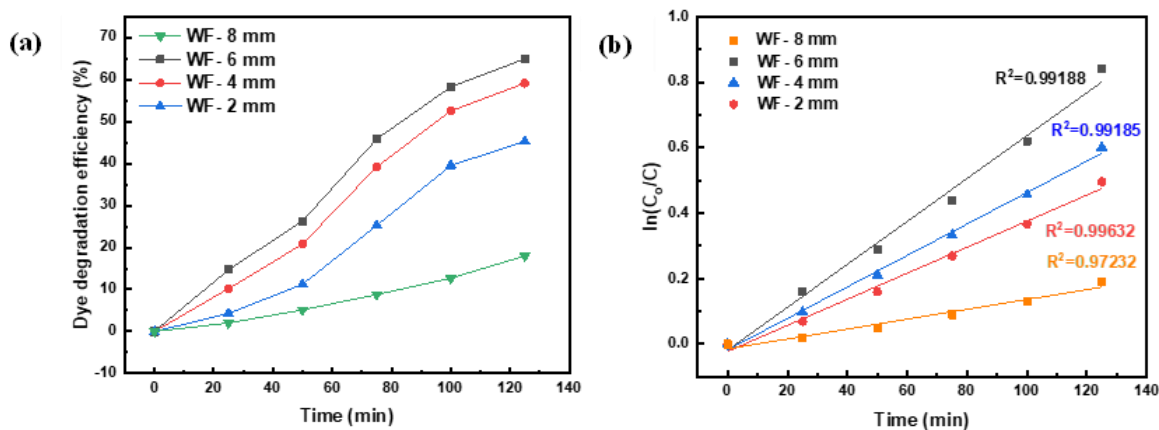 (a)
Dye degradation efficiency (%)
70
60
50
40
30
20
10
0
-10
WF - 8 mm
WF - 6 mm
WF - 4 mm
WF - 2 mm
0 20 40 60 80 100 120 140
Time (min)
(b)
ln(C₀/C)
1.0
0.8
0.6
0.4
0.2
0.0
WF - 8 mm
WF - 6 mm
WF - 4 mm
WF - 2 mm
R²=0.99188
R²=0.99185
R²=0.99632
R²=0.97232
0 20 40 60 80 100 120 140
Time (min)